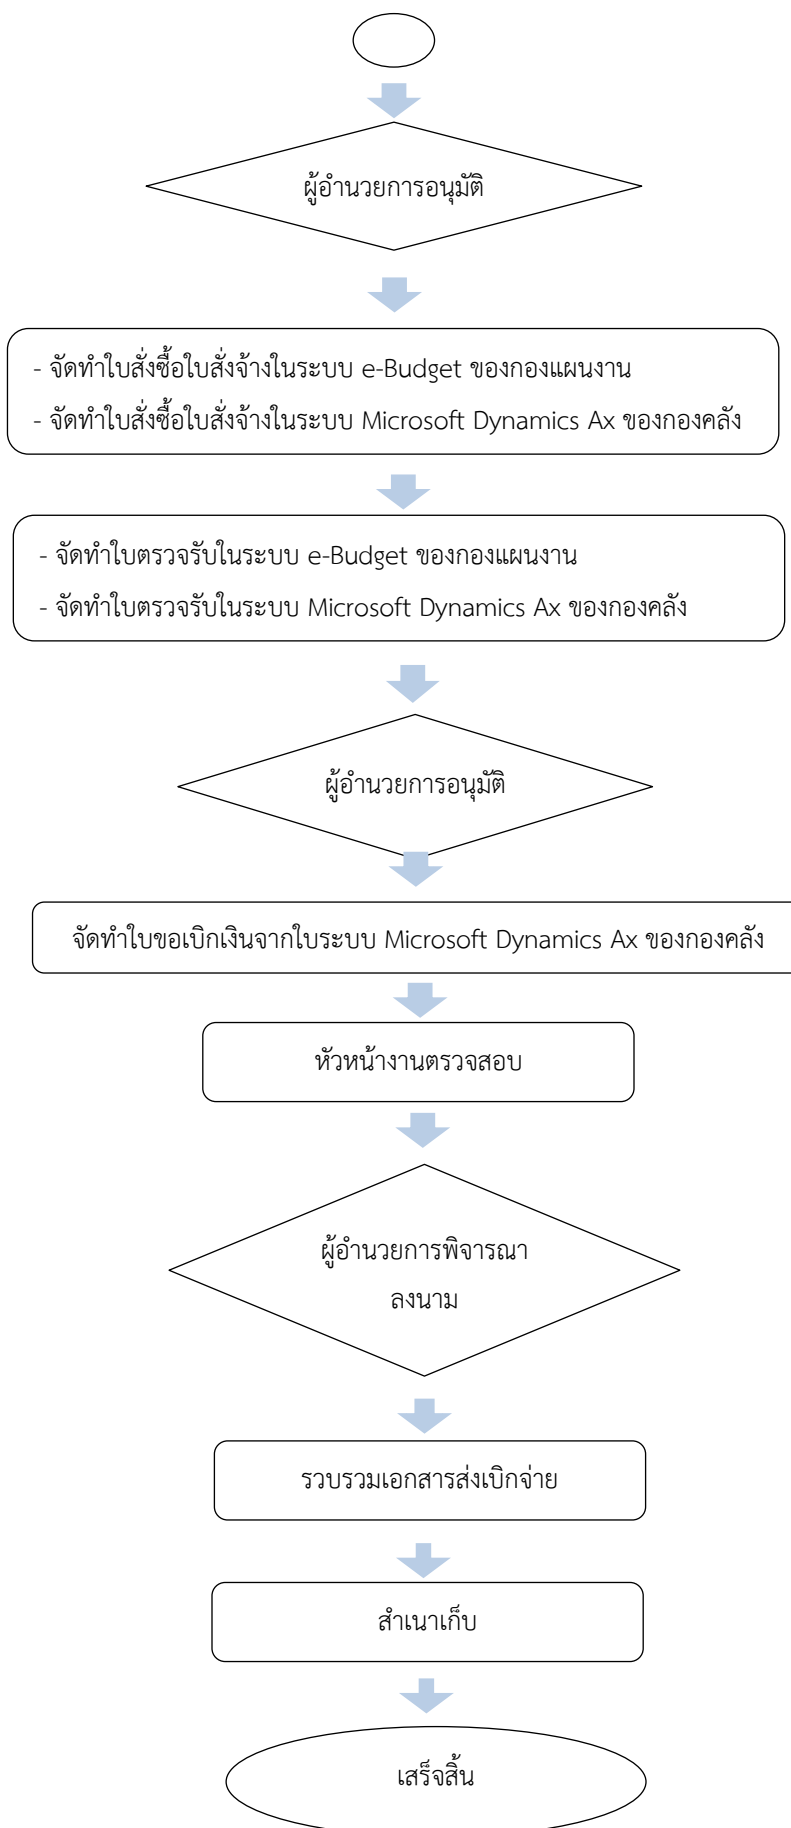 ผู้อำนวยการอนุมัติ
- จัดทำใบสั่งซื้อใบสั่งจ้างในระบบ e-Budget ของกองแผนงาน
- จัดทำใบสั่งซื้อใบสั่งจ้างในระบบ Microsoft Dynamics Ax ของกองคลัง
- จัดทำใบตรวจรับในระบบ e-Budget ของกองแผนงาน
- จัดทำใบตรวจรับในระบบ Microsoft Dynamics Ax ของกองคลัง
ผู้อำนวยการอนุมัติ
จัดทำใบขอเบิกเงินจากใบระบบ Microsoft Dynamics Ax ของกองคลัง
หัวหน้างานตรวจสอบ
ผู้อำนวยการพิจารณา
ลงนาม
รวบรวมเอกสารส่งเบิกจ่าย
สำเนาเก็บ
เสร็จสิ้น